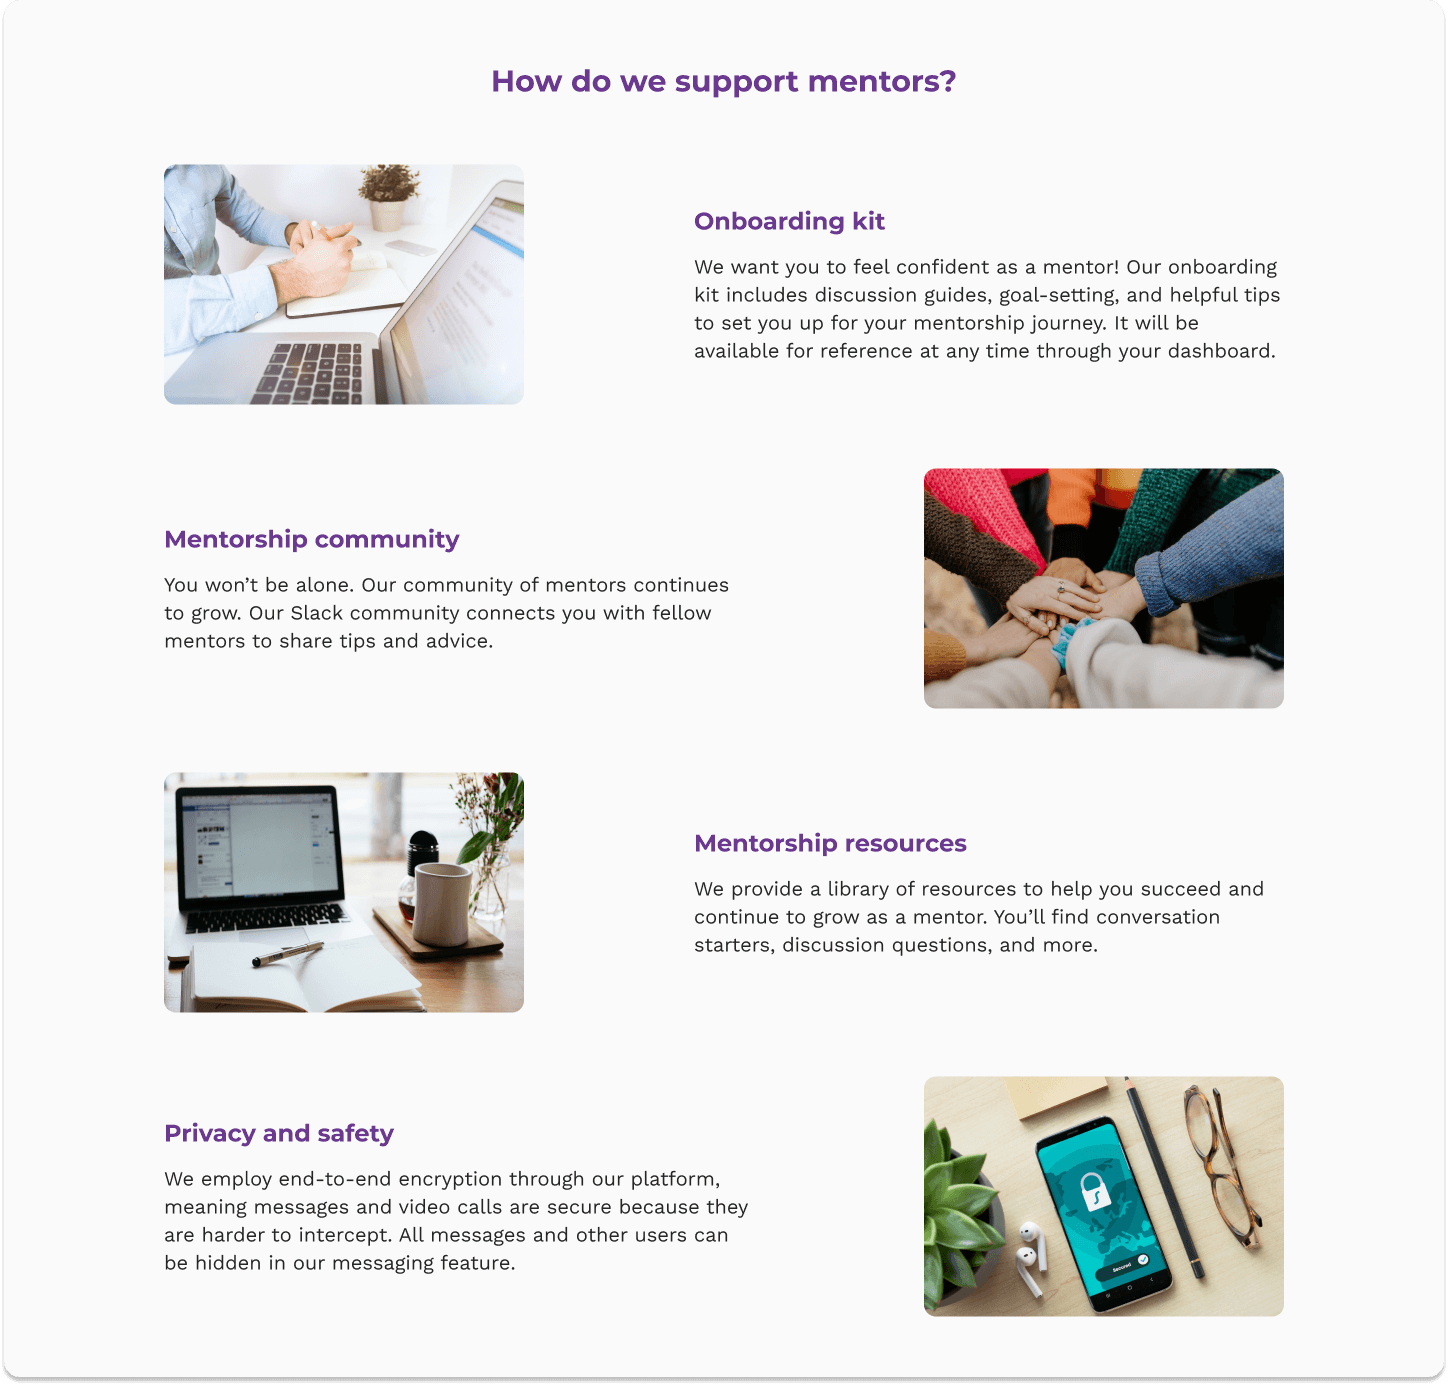 How do we support mentors?
Onboarding kit
We want you to feel confident as a mentor! Our onboarding
kit includes discussion guides, goal-setting, and helpful tips
to set you up for your mentorship journey. It will be
available for reference at any time through your dashboard.
Mentorship community
You won’t be alone. Our community of mentors continues
to grow. Our Slack community connects you with fellow
mentors to share tips and advice.
Mentorship resources
We provide a library of resources to help you succeed and
continue to grow as a mentor. You’ll find conversation
starters, discussion questions, and more.
Privacy and safety
We employ end-to-end encryption through our platform,
meaning messages and video calls are secure because they
are harder to intercept. All messages and other users can
be hidden in our messaging feature.
Secured